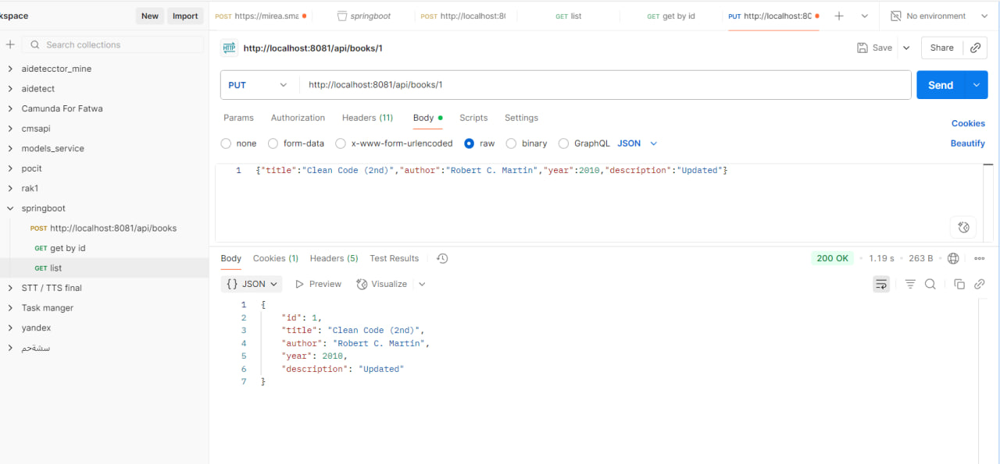 kspace New Import POST https://mirea.sma springboot POST http://localhost:80 GET list GET get by id PUT http://localhost:80 No environment
Search collections
aidetecctor_mine
aidetect
Camunda For Fatwa
cmsapi
models_service
pocit
rak1
springboot
POST http://localhost:8081/api/books
GET get by id
GET list
STT / TTS final
Task manger
yandex
سشةحم
HTTP http://localhost:8081/api/books/1 Save Share
PUT http://localhost:8081/api/books/1 Send
Params Authorization Headers (11) Body Scripts Settings Cookies
none form-data x-www-form-urlencoded raw binary GraphQL JSON Beautify
1 {"title":"Clean Code (2nd)","author":"Robert C. Martin","year":2010,"description":"Updated"}
Body Cookies (1) Headers (5) Test Results 200 OK 1.19 s 263 B
{} JSON Preview Visualize
1 {
2 "id": 1,
3 "title": "Clean Code (2nd)",
4 "author": "Robert C. Martin",
5 "year": 2010,
6 "description": "Updated"
7 }